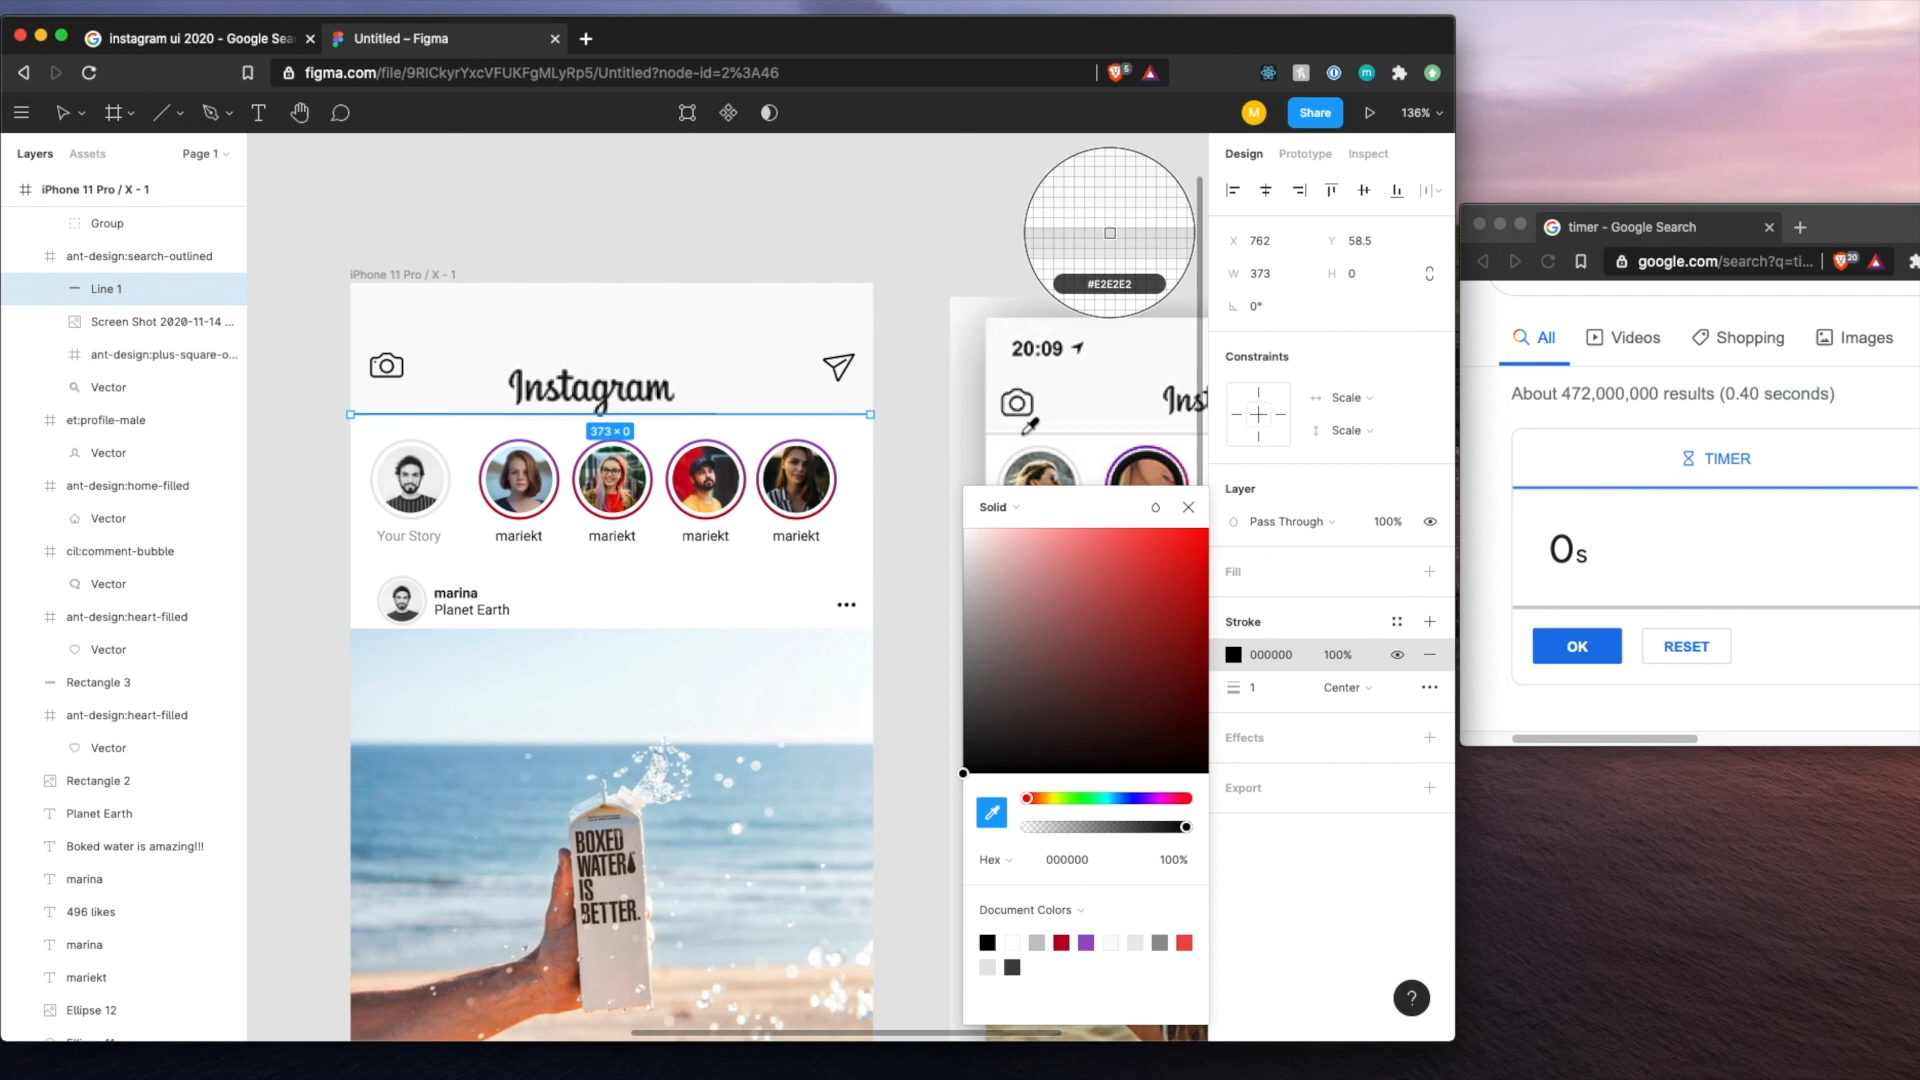 instagram ui 2020 - Google Sea
Untitled – Figma
figma.com/file/9RlCkyrYxcVFUKFgMLyRp5/Untitled?node-id=2%3A46
5
m
M
Share
136%
Layers
Assets
Page 1
Design
Prototype
Inspect
iPhone 11 Pro / X - 1
Group
ant-design:search-outlined
Line 1
Screen Shot 2020-11-14 ...
ant-design:plus-square-o...
Vector
et:profile-male
Vector
ant-design:home-filled
Vector
cil:comment-bubble
Vector
ant-design:heart-filled
Vector
Rectangle 3
ant-design:heart-filled
Vector
Rectangle 2
Planet Earth
Boked water is amazing!!!
marina
496 likes
marina
mariekt
Ellipse 12
iPhone 11 Pro / X - 1
Instagram
373 × 0
Your Story
mariekt
mariekt
mariekt
mariekt
marina
Planet Earth
BOXED
WATER
IS
BETTER.
#E2E2E2
20:09
Inst
Solid
Hex
000000
100%
Document Colors
X 762
Y 58.5
W 373
H 0
0°
Constraints
Scale
Scale
Layer
Pass Through
100%
Fill
Stroke
000000
100%
1
Center
Effects
Export
?
timer - Google Search
google.com/search?q=ti...
20
All
Videos
Shopping
Images
About 472,000,000 results (0.40 seconds)
TIMER
0s
OK
RESET